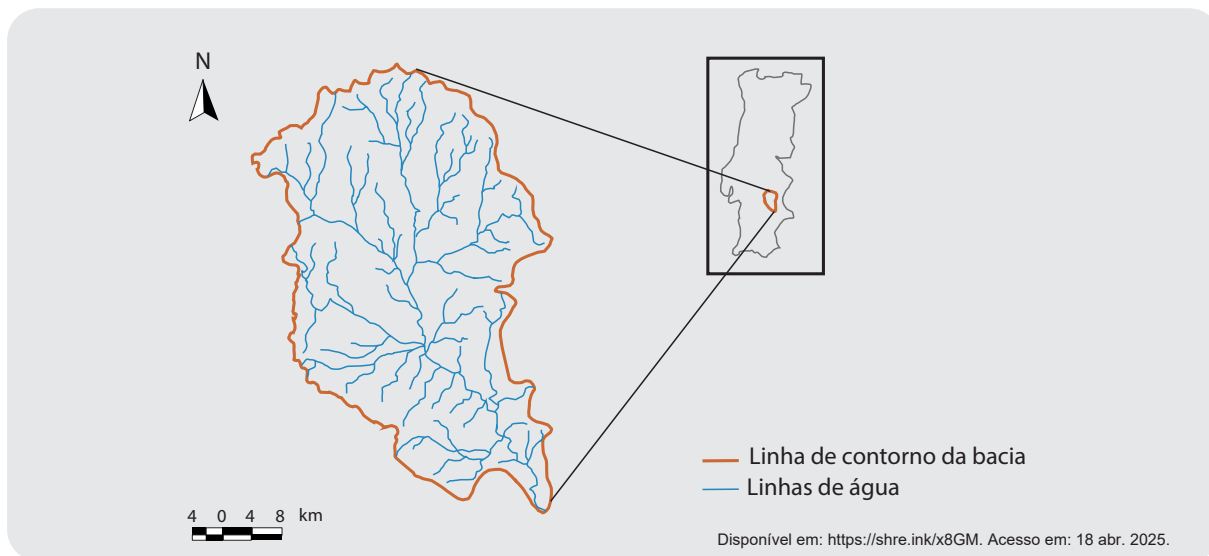 N
Linha de contorno da bacia
Linhas de água
4 0 4 8 km
Disponível em: https://shre.ink/x8GM. Acesso em: 18 abr. 2025.